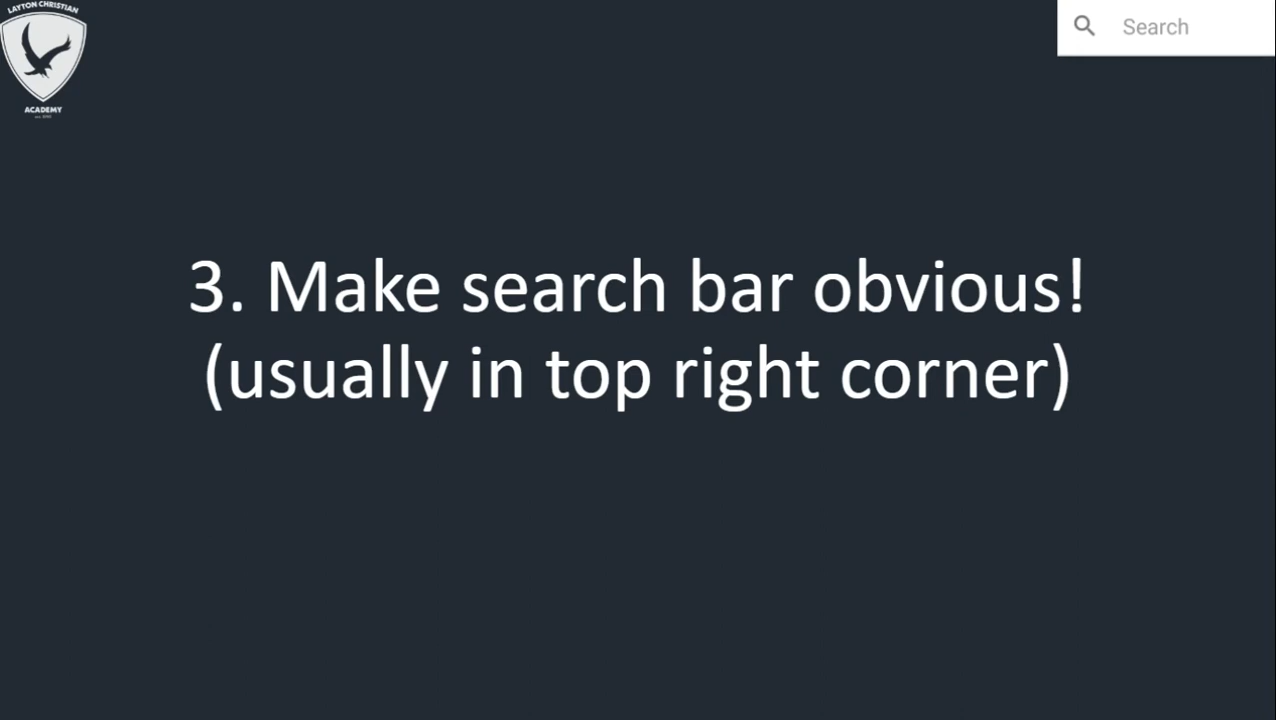 LAYTON CHRISTIAN
ACADEMY
Search
3. Make search bar obvious!
(usually in top right corner)